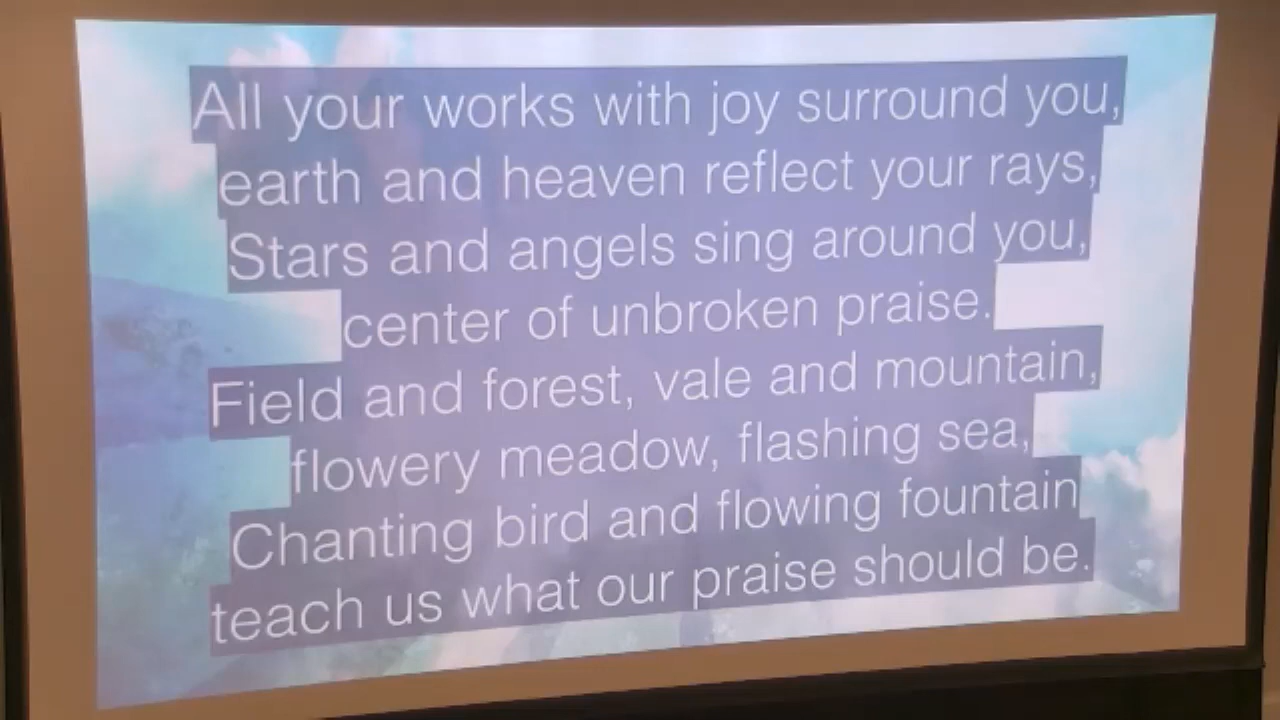 All your works with joy surround you,
earth and heaven reflect your rays,
Stars and angels sing around you,
center of unbroken praise.
Field and forest, vale and mountain,
flowery meadow, flashing sea,
Chanting bird and flowing fountain
teach us what our praise should be.